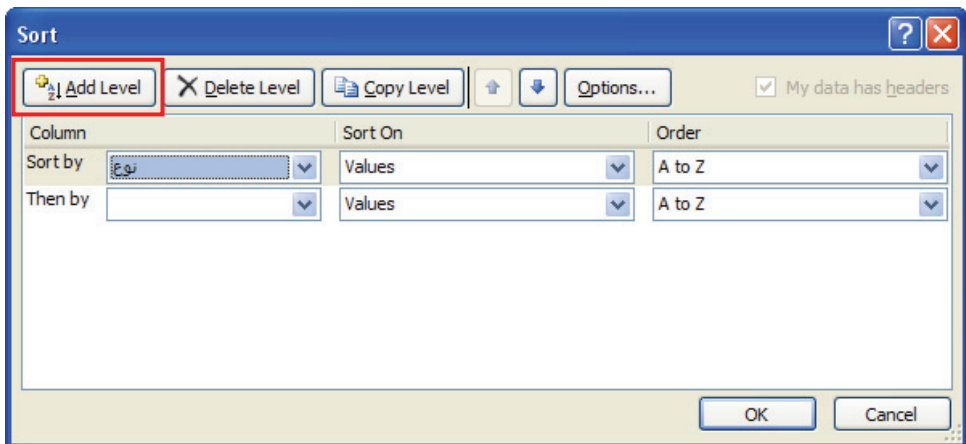 Sort
Add Level Delete Level Copy Level Options... My data has headers
Column Sort On Order
Sort by نوع Values A to Z
Then by Values A to Z
OK Cancel